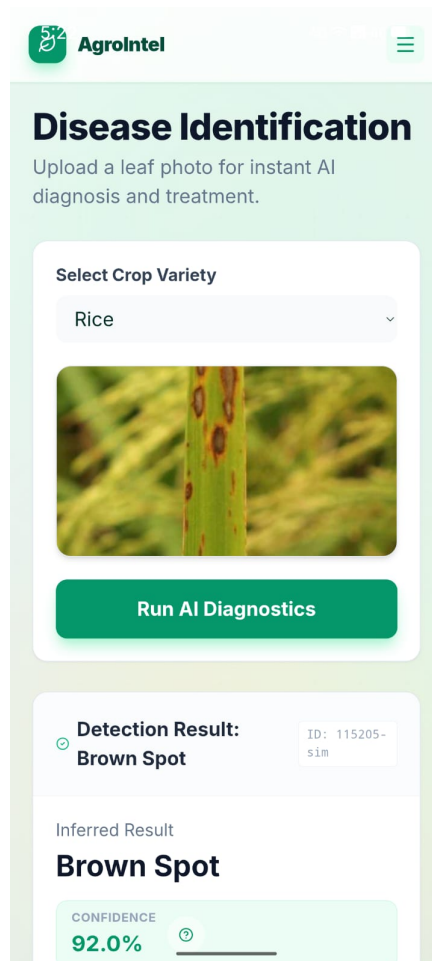 5:2
AgroIntel
Disease Identification
Upload a leaf photo for instant AI
diagnosis and treatment.
Select Crop Variety
Rice
Run AI Diagnostics
Detection Result:
Brown Spot
ID: 115205-
sim
Inferred Result
Brown Spot
CONFIDENCE
92.0%